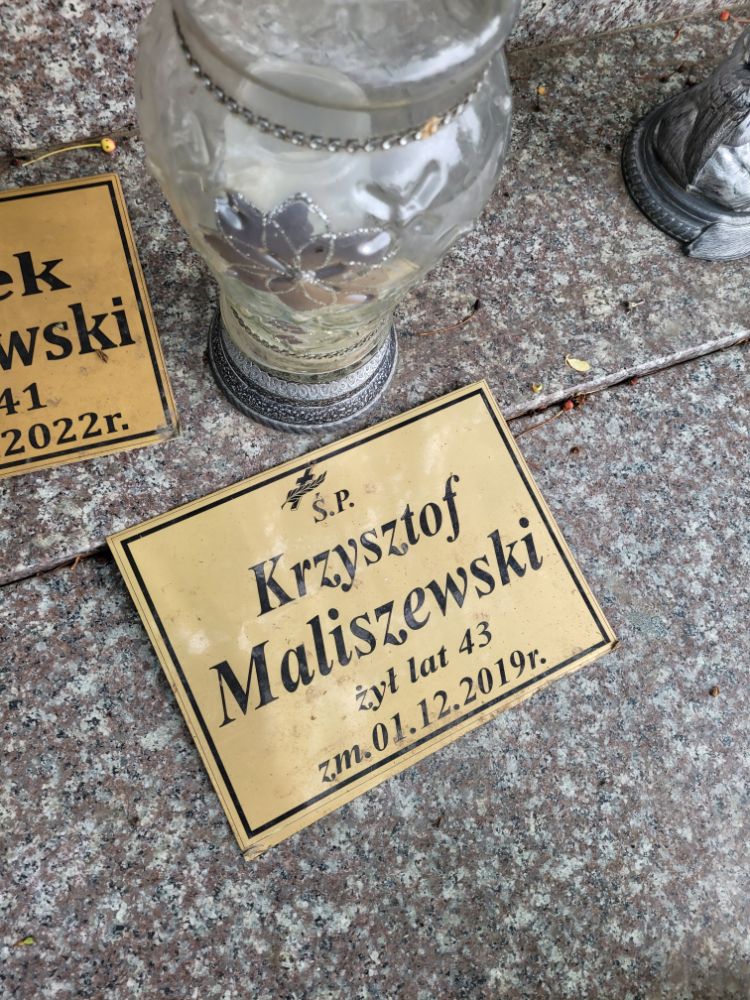 ek
wski
41
2022r.
Ś.P.
Krzysztof
Maliszewski
żył lat 43
zm.01.12.2019r.